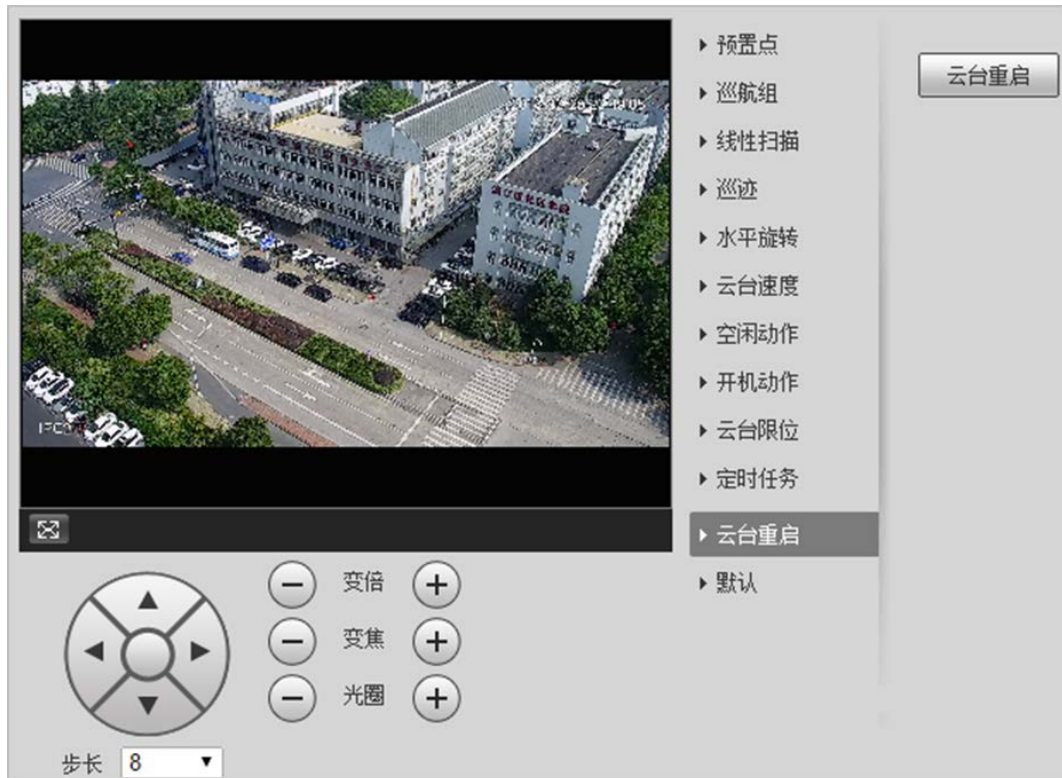 预置点
巡航组
线性扫描
巡迹
水平旋转
云台速度
空闲动作
开机动作
云台限位
定时任务
云台重启
默认
云台重启
变倍
变焦
光圈
步长 8